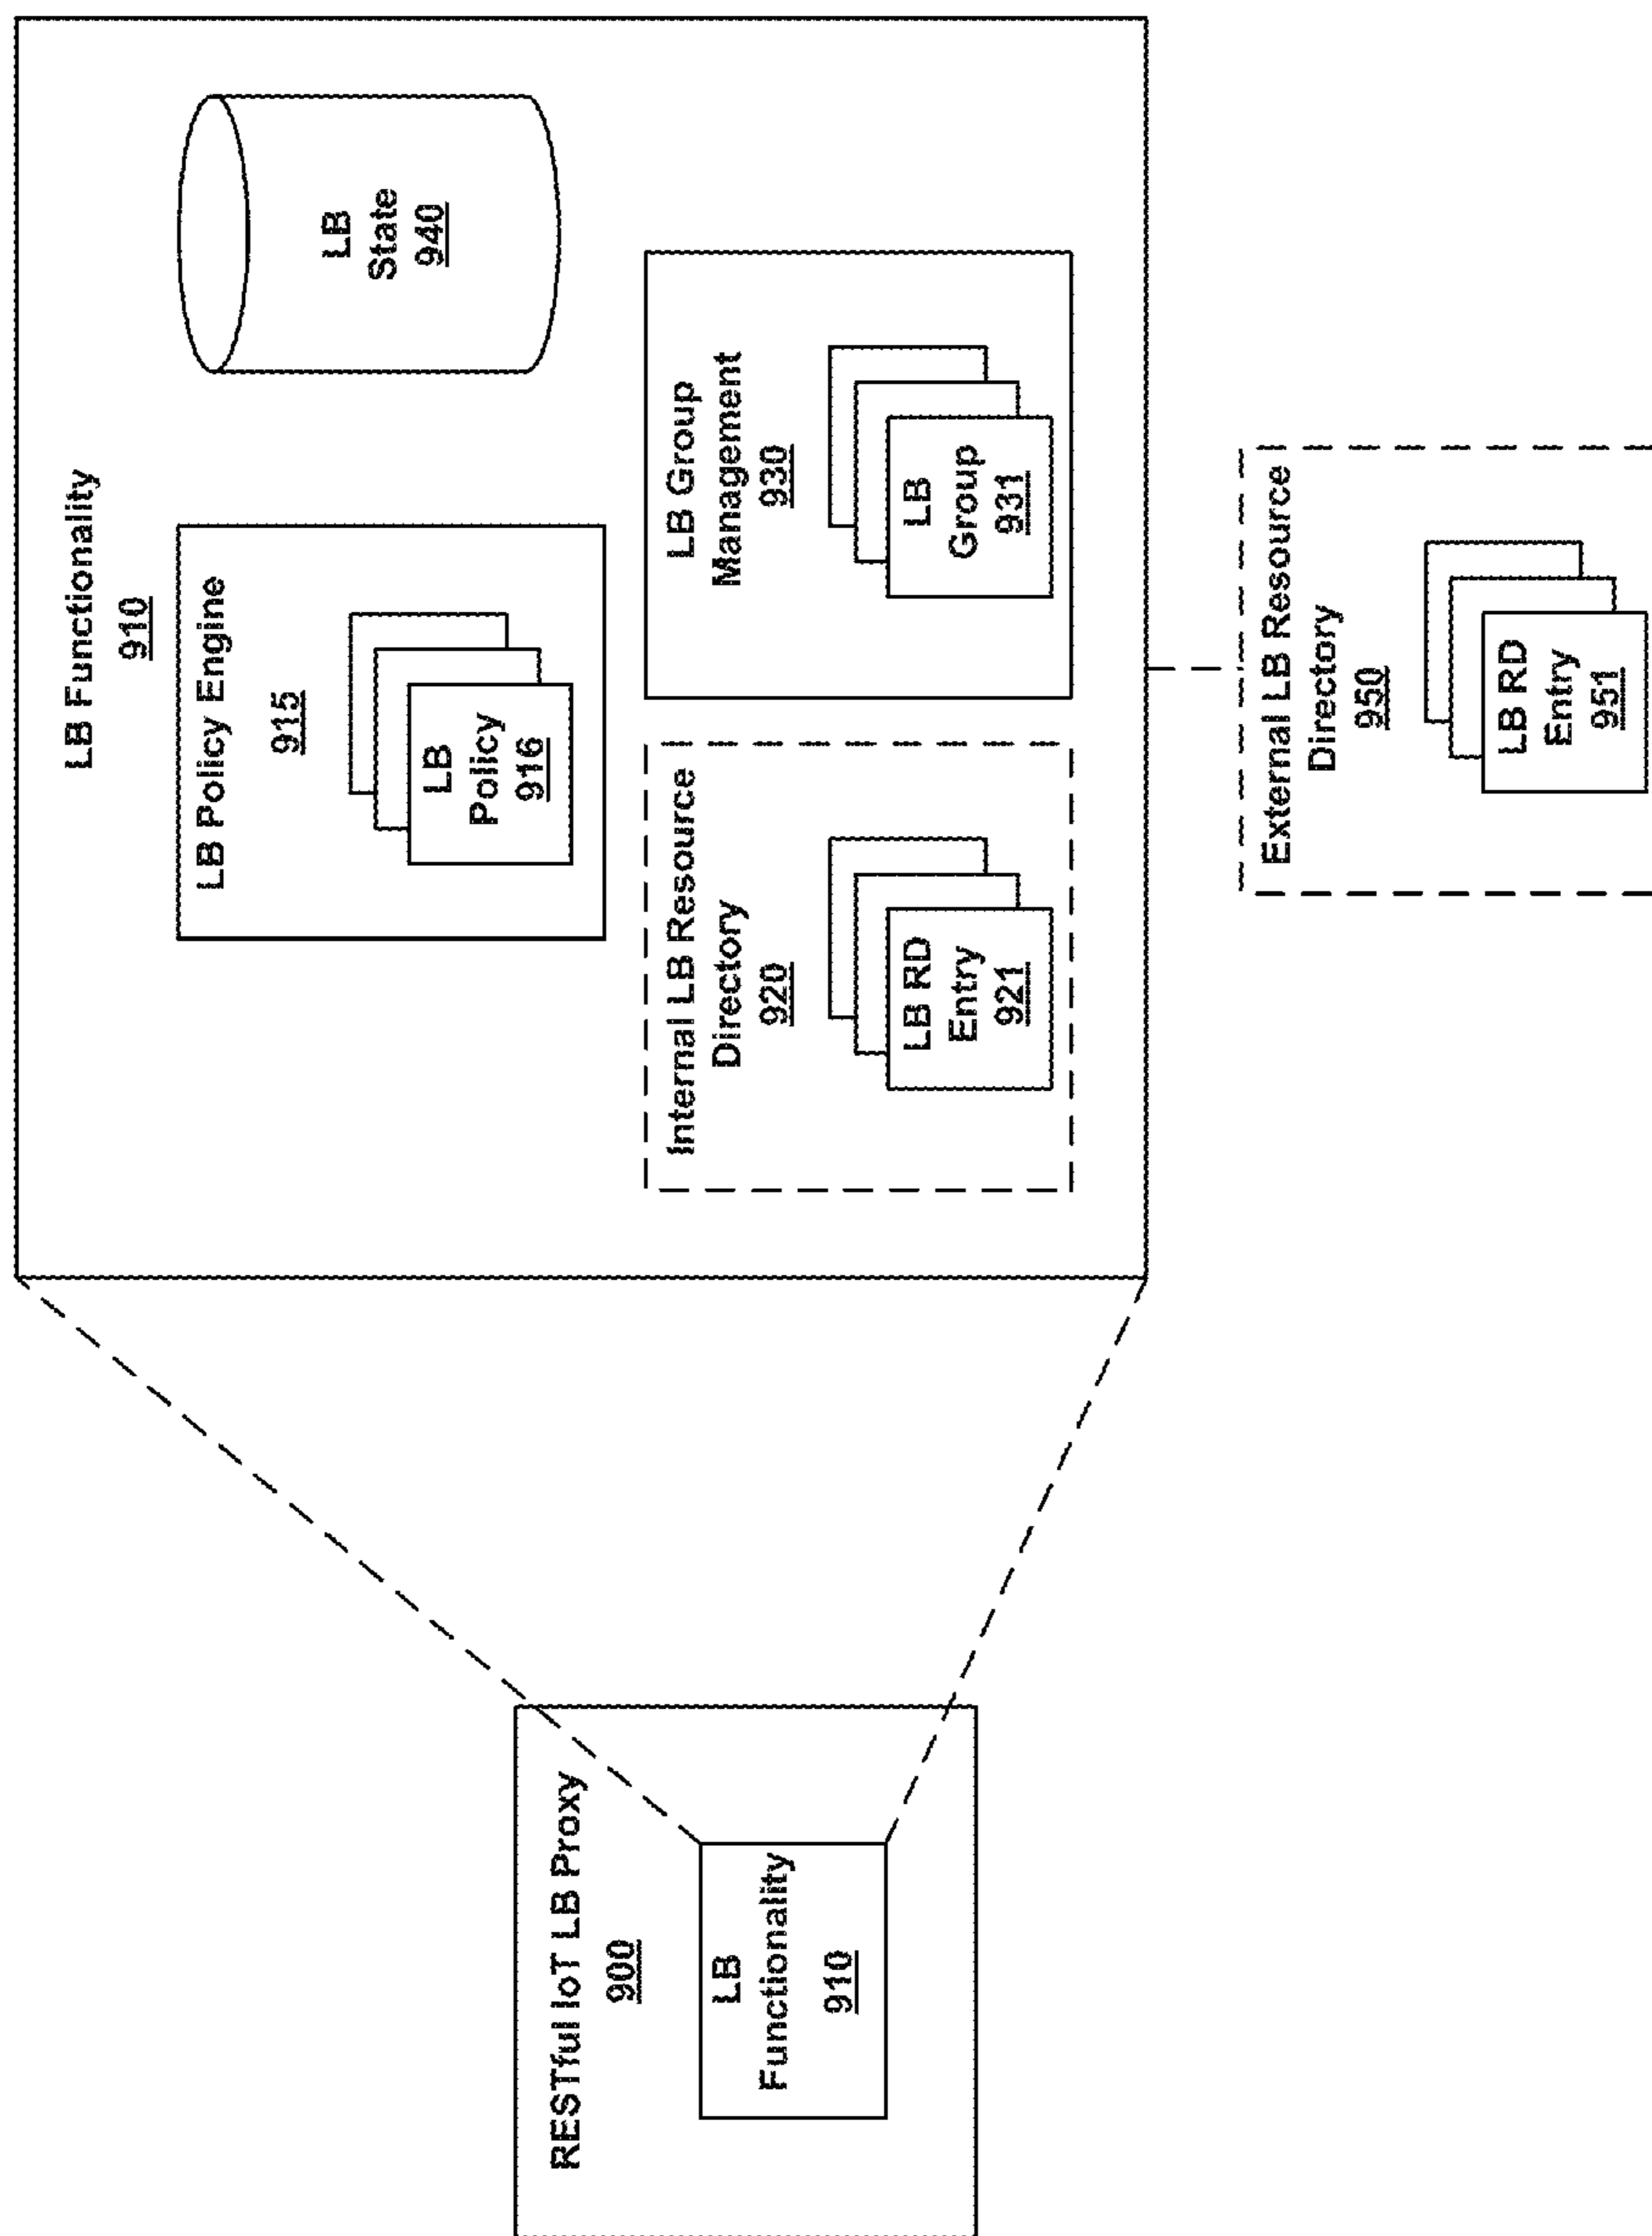 RESTful IoT LB Proxy
900
LB
Functionality
910
LB Functionality
910
LB Policy Engine
915
LB
Policy
916
LB
State
940
Internal LB Resource
Directory
920
LB RD
Entry
921
LB Group
Management
930
LB
Group
931
External LB Resource
Directory
950
LB RD
Entry
951